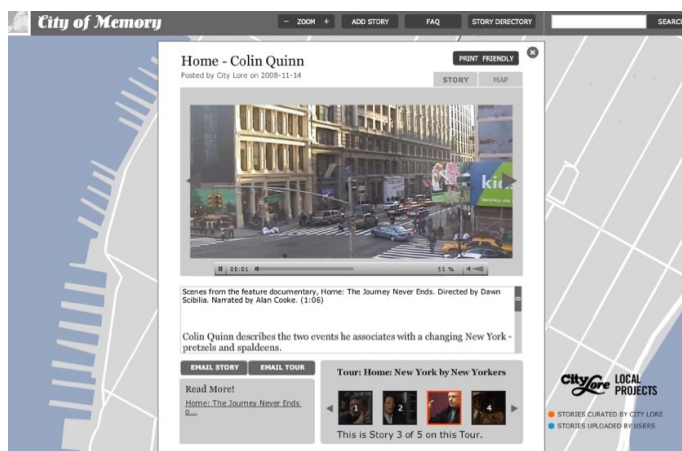 City of Memory
− ZOOM +
ADD STORY
FAQ
STORY DIRECTORY
SEARC
Home - Colin Quinn
PRINT FRIENDLY
Posted by City Lore on 2008-11-14
STORY
MAP
kid
00:01
55 %
Scenes from the feature documentary, Home: The Journey Never Ends. Directed by Dawn
Scibilia. Narrated by Alan Cooke. (1:06)
Colin Quinn describes the two events he associates with a changing New York -
pretzels and spaldeens.
EMAIL STORY
EMAIL TOUR
Read More!
Home: The Journey Never Ends
o...
Tour: Home: New York by New Yorkers
1
2
4
This is Story 3 of 5 on this Tour.
City Lore
LOCAL
PROJECTS
STORIES CURATED BY CITY LORE
STORIES UPLOADED BY USERS